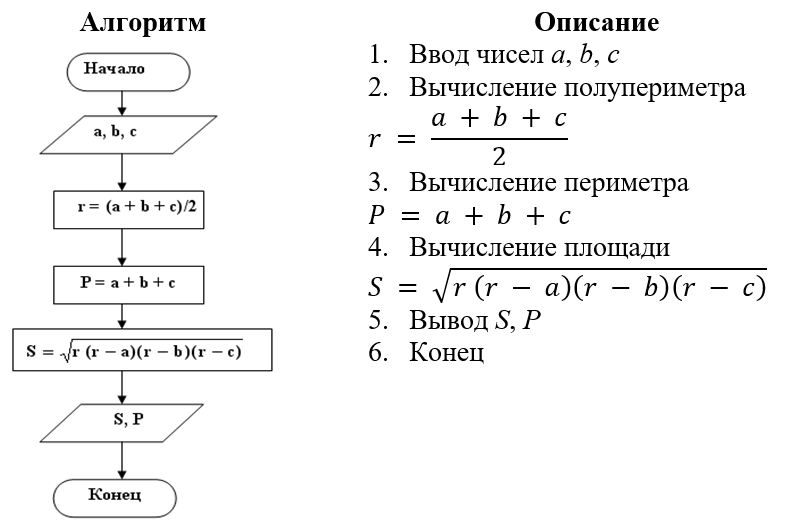 Алгоритм
Начало
a, b, c
r = (a + b + c)/2
P = a + b + c
S = √r (r − a)(r − b)(r − c)
S, P
Конец
Описание
1. Ввод чисел a, b, c
2. Вычисление полупериметра
r = (a + b + c)/2
3. Вычисление периметра
P = a + b + c
4. Вычисление площади
S = √r (r − a)(r − b)(r − c)
5. Вывод S, P
6. Конец